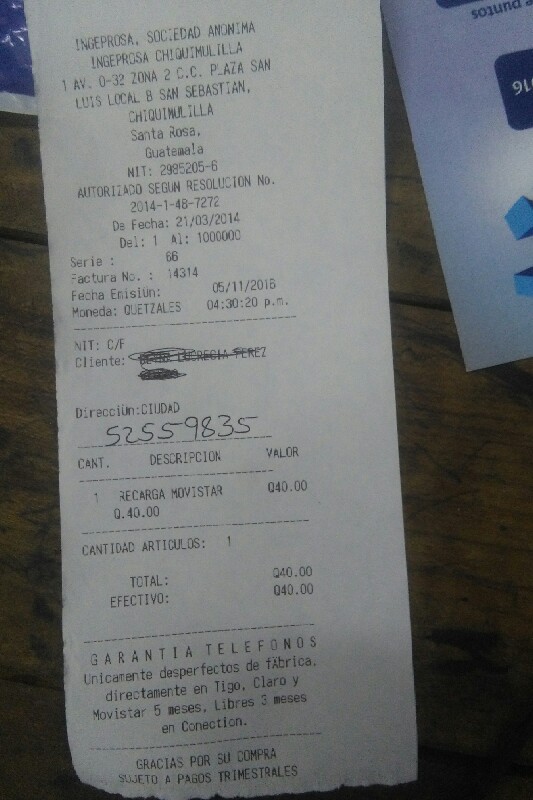 INGEPROSA, SOCIEDAD ANONIMA
INGEPROSA CHIQUIMULILLA
1 AV. 0-32 ZONA 2 C.C. PLAZA SAN
LUIS LOCAL B SAN SEBASTIAN,
CHIQUIMULILLA
Santa Rosa,
Guatemala
NIT: 2985205-6
AUTORIZADO SEGUN RESOLUCION No.
2014-1-48-7272
De Fecha: 21/03/2014
Del: 1 Al: 1000000
Serie : 66
Factura No. : 14314
Fecha Emisiün: 05/11/2016
Moneda: QUETZALES 04:30:20 p.m.
NIT: C/F
Cliente: LUCRECIA PEREZ
Direcciün:CIUDAD
52559835
CANT. DESCRIPCION VALOR
1 RECARGA MOVISTAR Q40.00
Q.40.00
CANTIDAD ARTICULOS: 1
TOTAL: Q40.00
EFECTIVO: Q40.00
GARANTIA TELEFONOS
Unicamente desperfectos de fÄbrica,
directamente en Tigo, Claro y
Movistar 5 meses, Libres 3 meses
en Conection.
GRACIAS POR SU COMPRA
SUJETO A PAGOS TRIMESTRALES
puntos
016